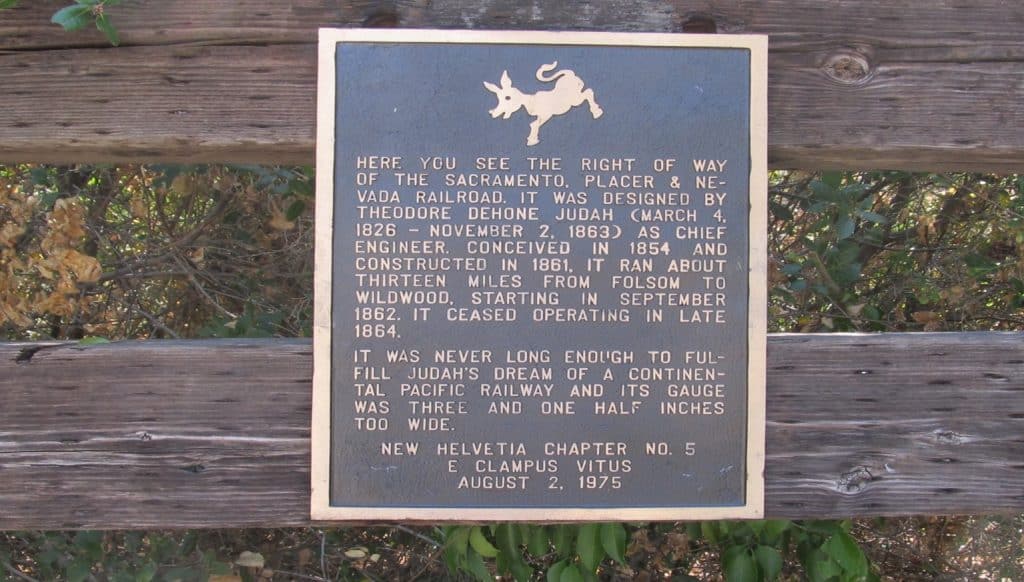 HERE YOU SEE THE RIGHT OF WAY
OF THE SACRAMENTO, PLACER & NE-
VADA RAILROAD. IT WAS DESIGNED BY
THEODORE DEHONE JUDAH (MARCH 4,
1826 – NOVEMBER 2, 1863) AS CHIEF
ENGINEER. CONCEIVED IN 1854 AND
CONSTRUCTED IN 1861, IT RAN ABOUT
THIRTEEN MILES FROM FOLSOM TO
WILDWOOD, STARTING IN SEPTEMBER
1862. IT CEASED OPERATING IN LATE
1864.
IT WAS NEVER LONG ENOUGH TO FUL-
FILL JUDAH'S DREAM OF A CONTINEN-
TAL PACIFIC RAILWAY AND ITS GAUGE
WAS THREE AND ONE HALF INCHES
TOO WIDE.
NEW HELVETIA CHAPTER NO. 5
E CLAMPUS VITUS
AUGUST 2, 1975